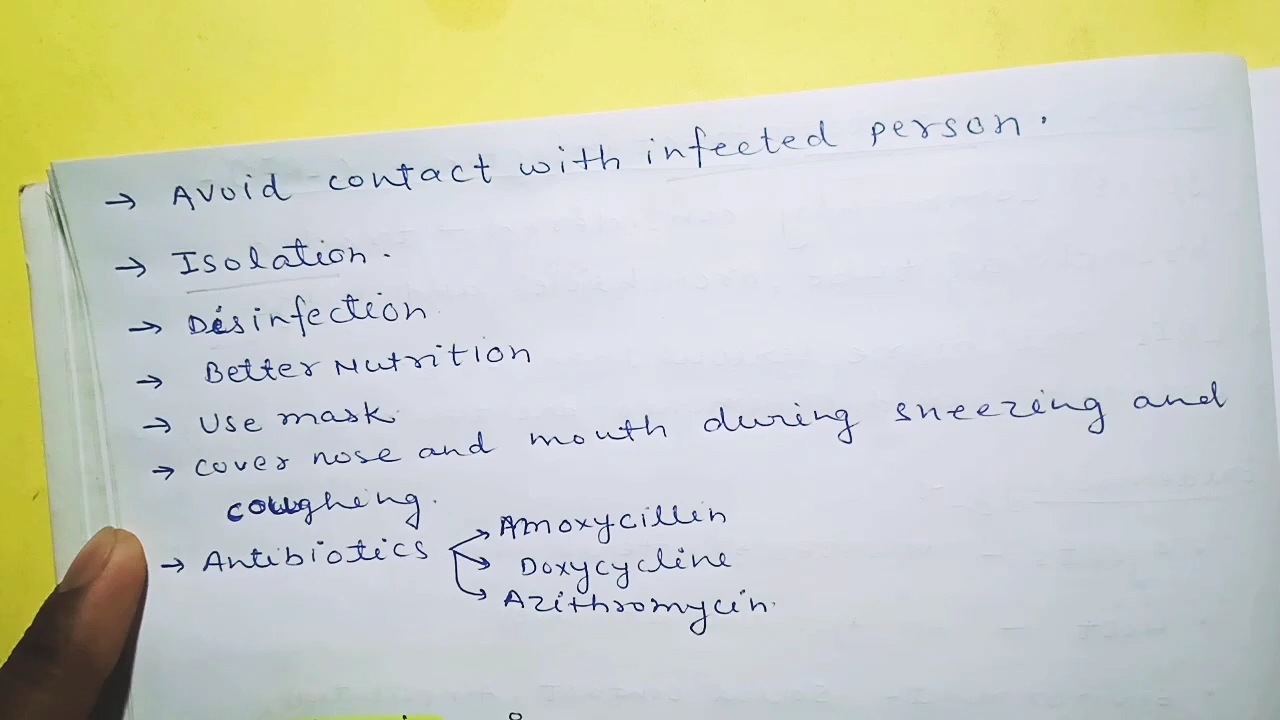 → Avoid contact with infected person.
→ Isolation.
→ Disinfection
→ Better Nutrition
→ Use mask.
→ cover nose and mouth during sneezing and
coughing.
→ Antibiotics → Amoxycillin
→ Doxycycline
→ Azithromycin.